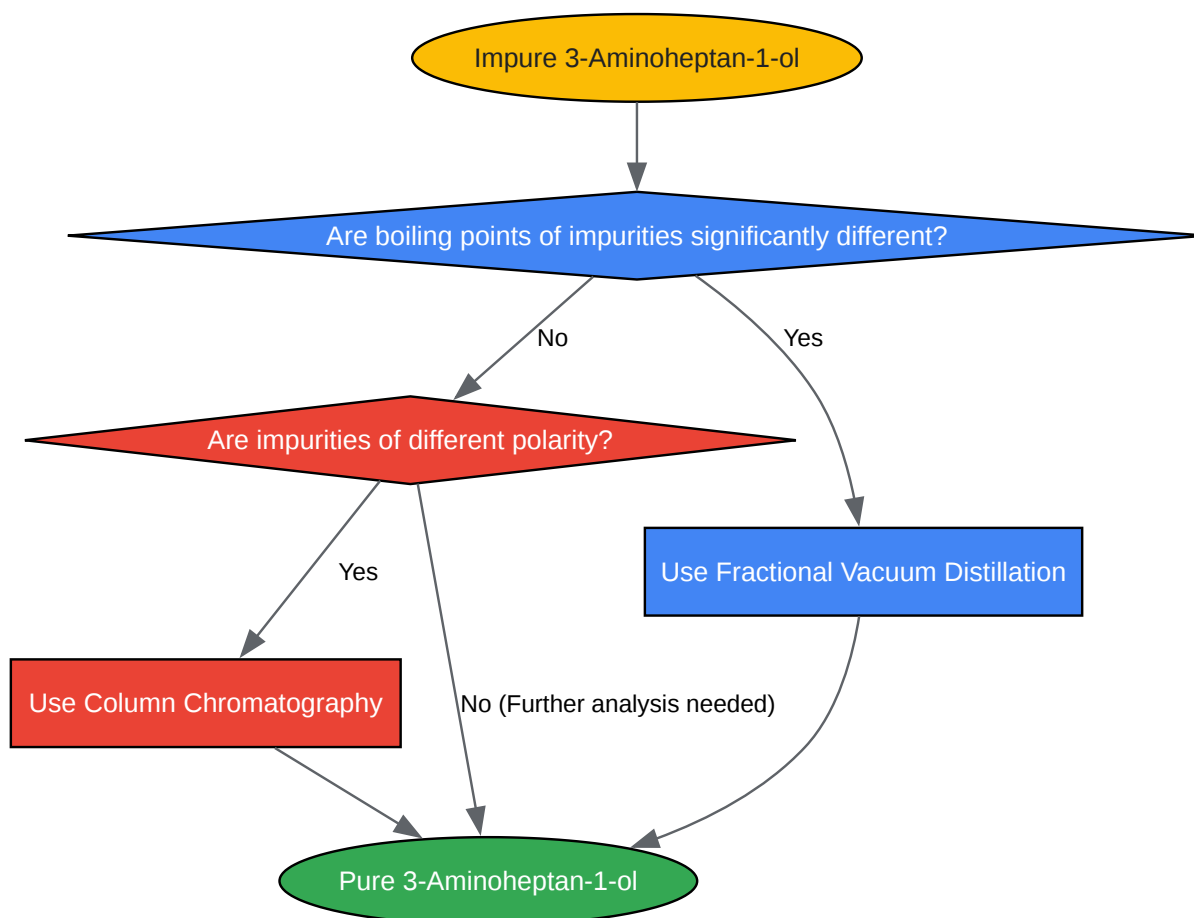 Impure 3-Aminoheptan-1-ol
Are boiling points of impurities significantly different?
No
Yes
Are impurities of different polarity?
Use Fractional Vacuum Distillation
Yes
Use Column Chromatography
No (Further analysis needed)
Pure 3-Aminoheptan-1-ol